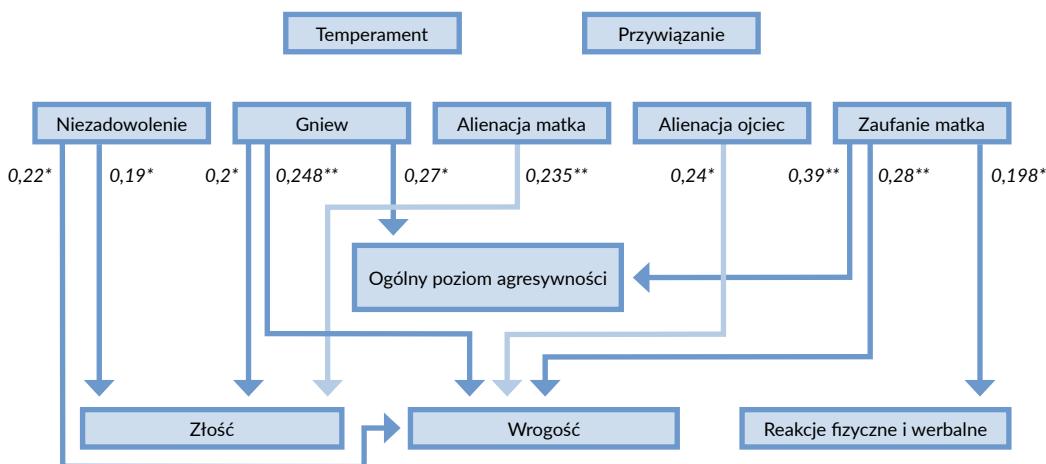 Temperament
Przywiązanie
Niezadowolenie
Gniew
Alienacja matka
Alienacja ojciec
Zaufanie matka
0,22*
0,19*
0,2*
0,248**
0,27*
0,235**
0,24*
0,39**
0,28**
0,198*
Ogólny poziom agresywności
Złość
Wrogość
Reakcje fizyczne i werbalne